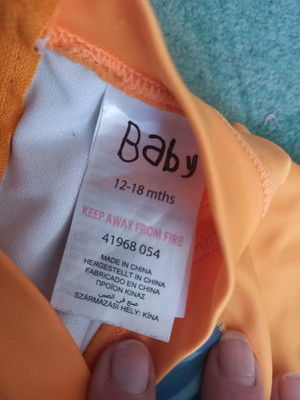 Baby
12-18 mths
KEEP AWAY FROM FIRE
41968 054
MADE IN CHINA
HERGESTELLT IN CHINA
FABRICADO EN CHINA
ΠΡΟΪΟΝ ΚΙΝΑΣ
صنع في الصين
SZÁRMAZÁSI HELY: KÍNA